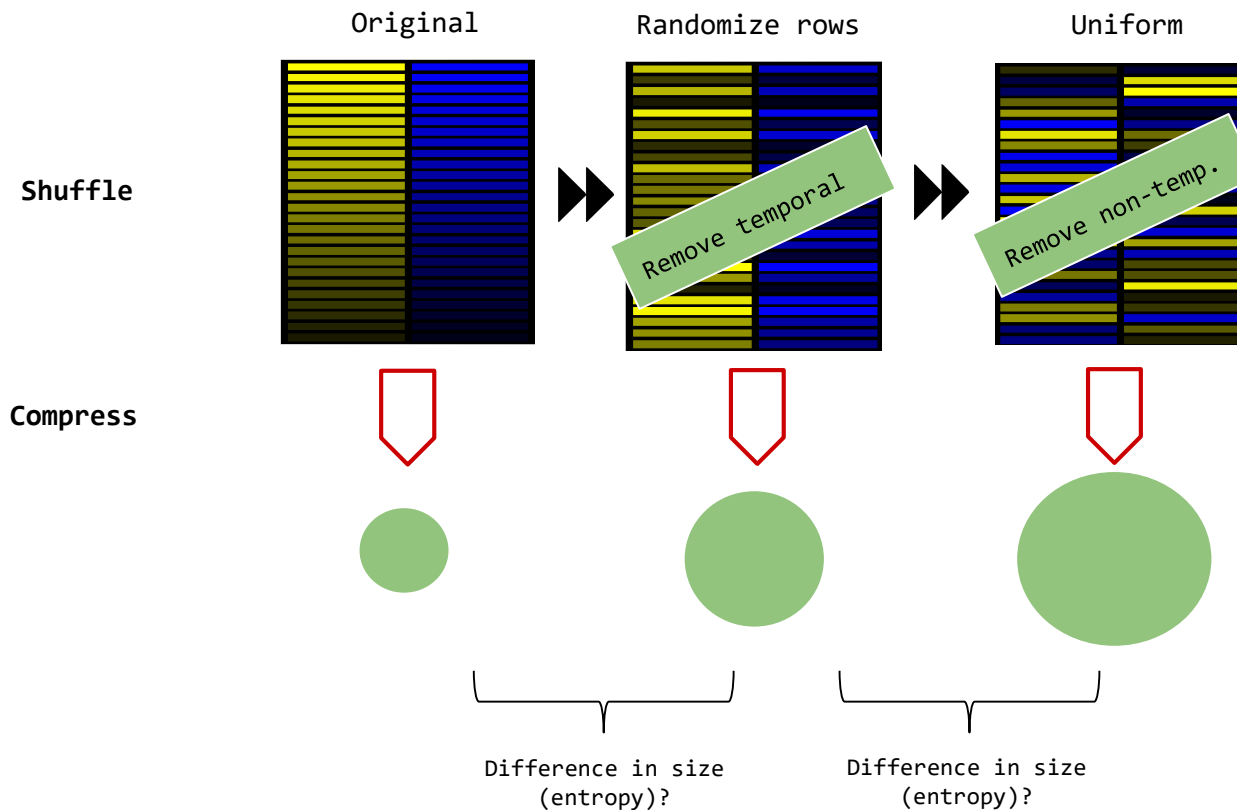 Original
Randomize rows
Uniform
Shuffle
Remove temporal
Remove non-temp.
Compress
Difference in size
(entropy)?
Difference in size
(entropy)?